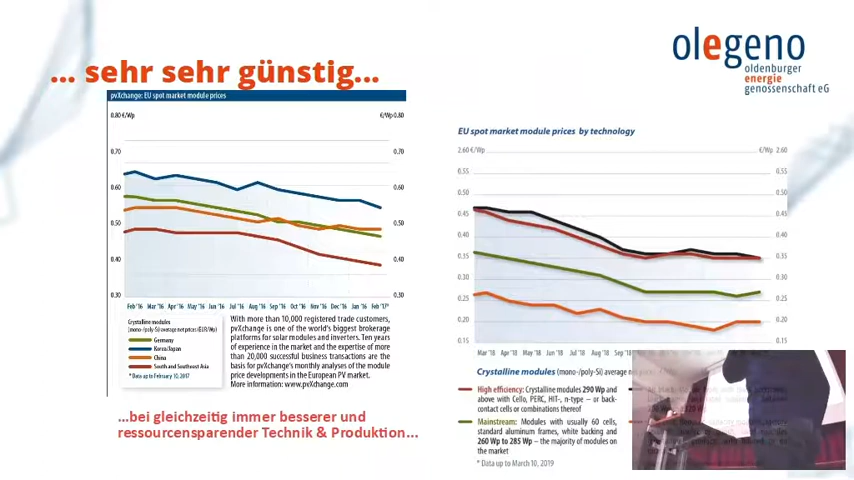 olegeno
oldenburger
energie
genossenschaft eG
... sehr sehr günstig...
pvXchange: EU spot market module prices
0.80 €/Wp
€/Wp 0.80
0.70
0.70
0.60
0.60
0.50
0.50
0.40
0.40
0.30
0.30
Feb '16 Mar '16 Apr '16 May '16 Jun '16 Jul '16 Aug '16 Sep '16 Oct '16 Nov '16 Dec '16 Jan '16 Feb '17*
Crystalline modules
(mono-/poly-Si) average net prices (EUR/Wp)
Germany
Korea/Japan
China
South and Southeast Asia
* Data up to February 10, 2017
With more than 10,000 registered trade customers,
pvXchange is one of the world's biggest brokerage
platforms for solar modules and inverters. Ten years
of experience in the market and the expertise of more
than 20,000 successful business transactions are the
basis for pvXchange's monthly analyses of the module
price developments in the European PV market.
More information: www.pvXchange.com
...bei gleichzeitig immer besserer und
ressourcensparender Technik & Produktion...
EU spot market module prices by technology
2.60 €/Wp
€/Wp 2.60
0.55
0.55
0.50
0.50
0.45
0.45
0.40
0.40
0.35
0.35
0.30
0.30
0.25
0.25
0.20
0.20
0.15
0.15
Mar '18 Apr '18 May '18 Jun '18 Jul '18 Aug '18
Crystalline modules (mono-/poly-Si) average
High efficiency: Crystalline modules 290 Wp and
above with Cello, PERC, HIT-, n-type – or back-
contact cells or combinations thereof
Mainstream: Modules with usually 60 cells,
standard aluminum frames, white backing and
260 Wp to 285 Wp – the majority of modules on
the market
* Data up to March 10, 2019